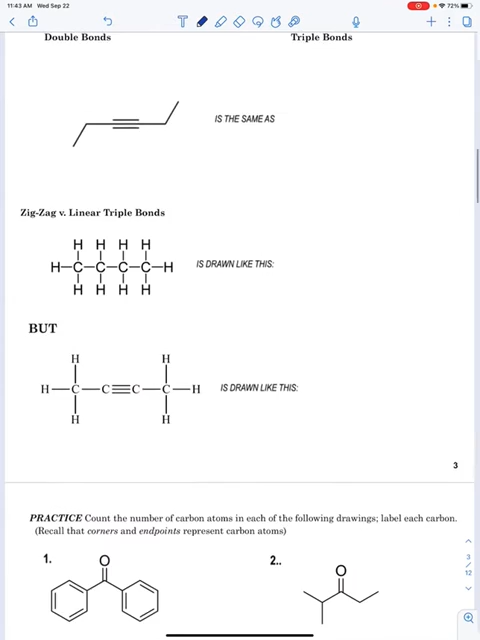 11:43 AM Wed Sep 22
72%
Double Bonds Triple Bonds
IS THE SAME AS
Zig-Zag v. Linear Triple Bonds
H H H H
H–C–C–C–C–H
H H H H
IS DRAWN LIKE THIS:
BUT
H H
H—C—C≡C—C—H
H H
IS DRAWN LIKE THIS:
3
PRACTICE Count the number of carbon atoms in each of the following drawings; label each carbon.
(Recall that corners and endpoints represent carbon atoms)
3
/
12
1. O
2.. O